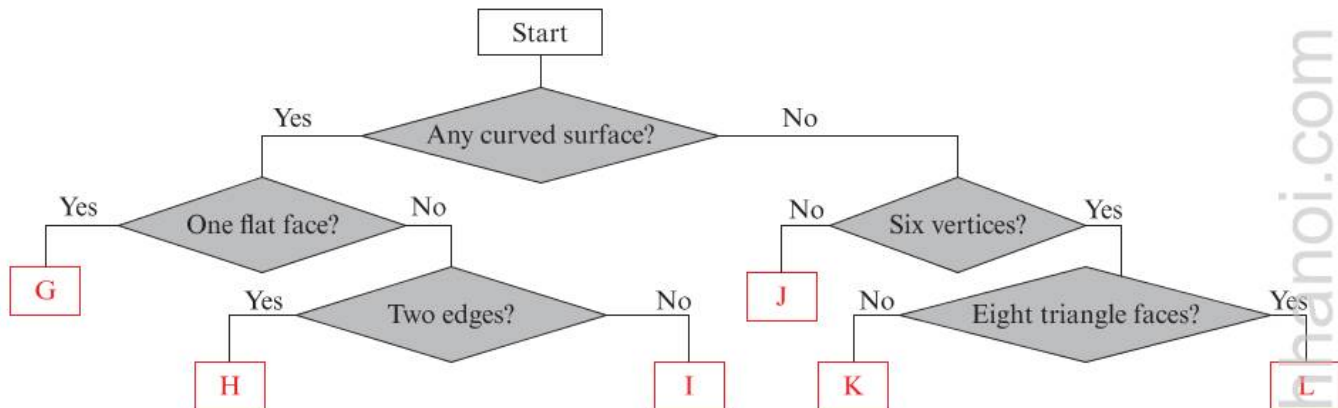 Start
Yes
Any curved surface?
No
Yes
One flat face?
No
No
Six vertices?
Yes
G
Yes
Two edges?
No
J
No
Eight triangle faces?
Yes
H
I
K
L
hhanoi.com